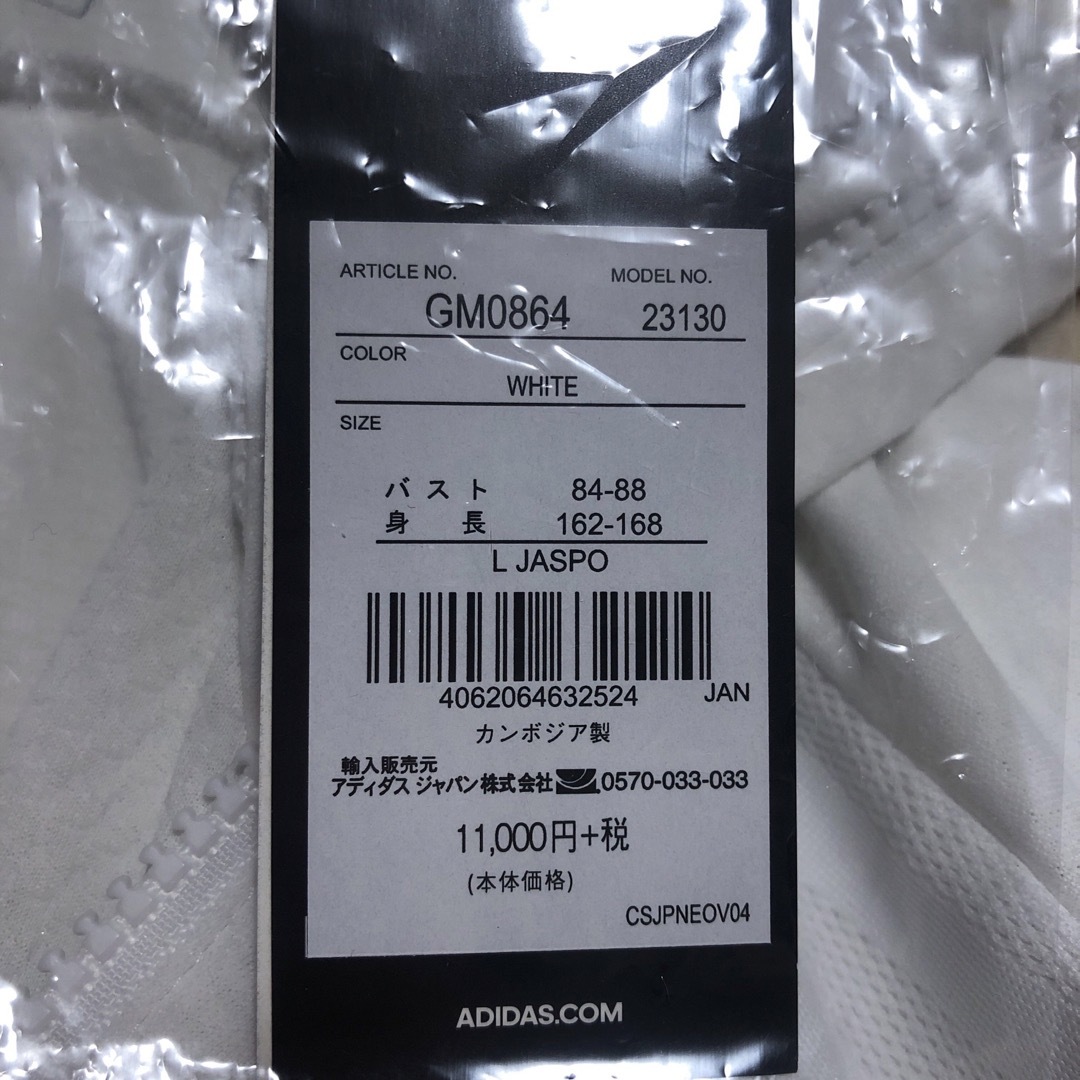 ARTICLE NO. MODEL NO.
GM0864 23130
COLOR
WHITE
SIZE
バスト 84-88
身長 162-168
L JASPO
4062064632524 JAN
カンボジア製
輸入販売元
アディダス ジャパン株式会社 0570-033-033
11,000円+税
(本体価格)
CSJPNEOV04
ADIDAS.COM